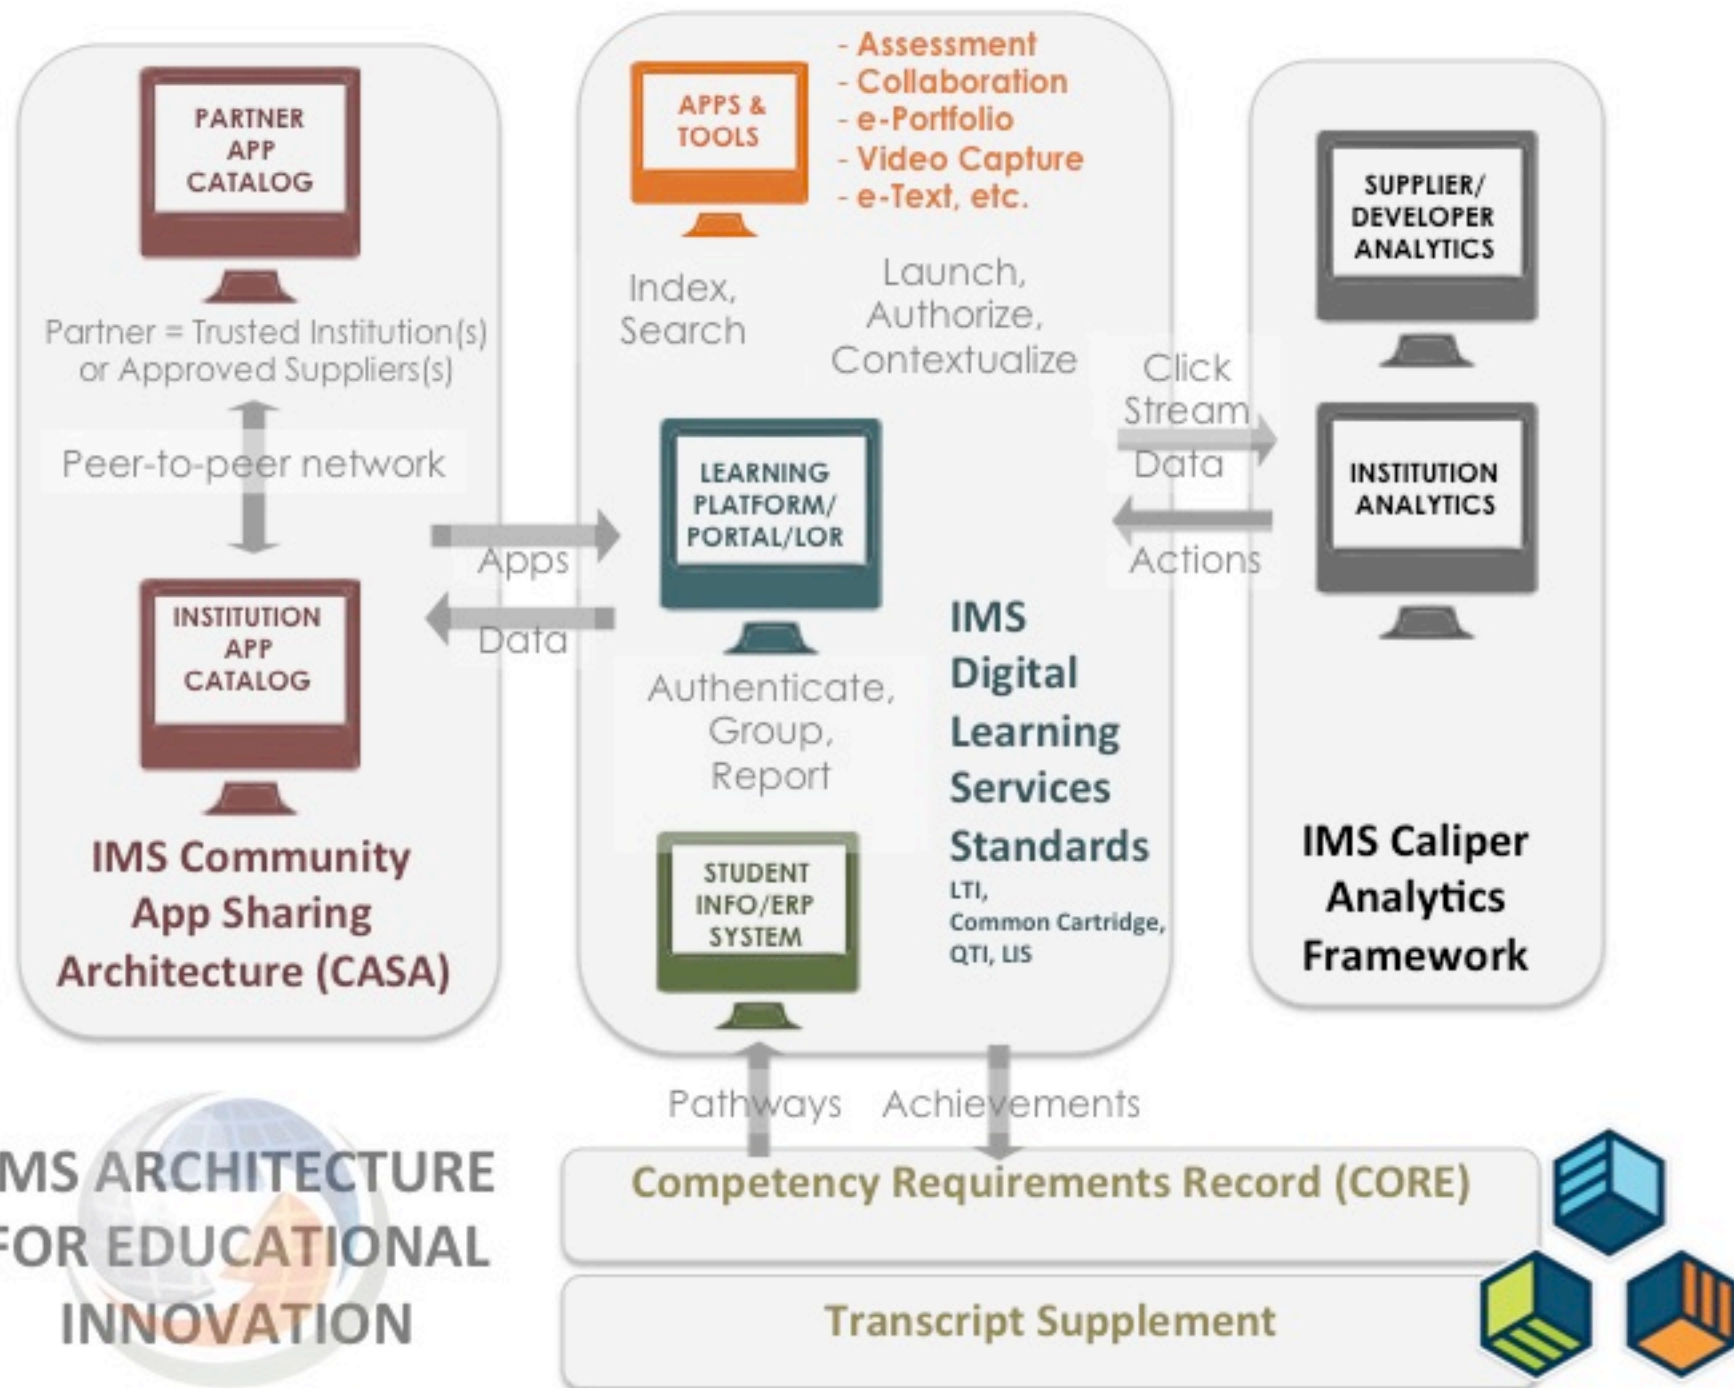 PARTNER
APP
CATALOG
Partner = Trusted Institution(s)
or Approved Suppliers(s)
Peer-to-peer network
INSTITUTION
APP
CATALOG
IMS Community
App Sharing
Architecture (CASA)
Apps
Data
APPS &
TOOLS
- Assessment
- Collaboration
- e-Portfolio
- Video Capture
- e-Text, etc.
Index,
Search
Launch,
Authorize,
Contextualize
LEARNING
PLATFORM/
PORTAL/LOR
Authenticate,
Group,
Report
STUDENT
INFO/ERP
SYSTEM
IMS
Digital
Learning
Services
Standards
LTI,
Common Cartridge,
QTI, LIS
Click
Stream
Data
Actions
SUPPLIER/
DEVELOPER
ANALYTICS
INSTITUTION
ANALYTICS
IMS Caliper
Analytics
Framework
Pathways
Achievements
Competency Requirements Record (CORE)
Transcript Supplement
MS ARCHITECTURE
FOR EDUCATIONAL
INNOVATION